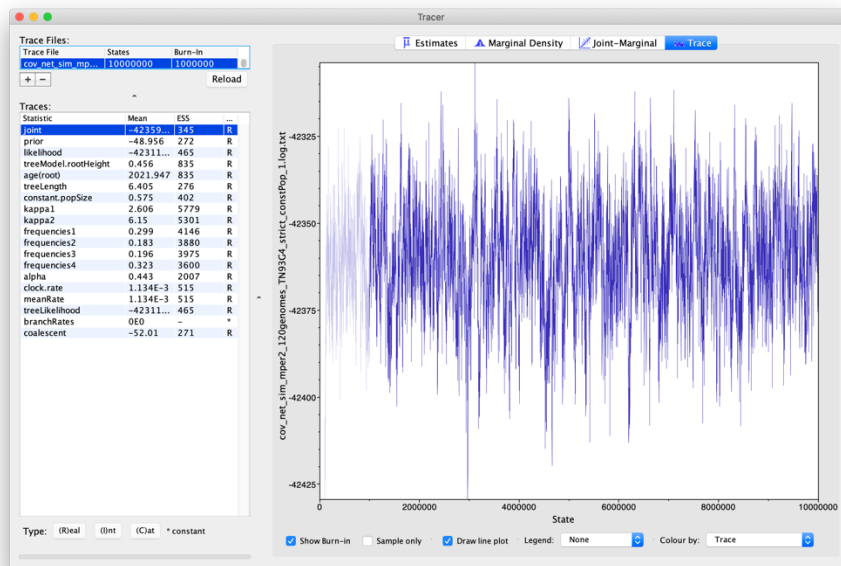 Tracer
Trace Files:
Trace File States Burn-In
cov_net_sim_mp... 10000000 1000000
+ − Reload
Traces:
Statistic Mean ESS ...
joint -42359... 345 R
prior -48.956 272 R
likelihood -42311... 465 R
treeModel.rootHeight 0.456 835 R
age(root) 2021.947 835 R
treeLength 6.405 276 R
constant.popSize 0.575 402 R
kappa1 2.606 5779 R
kappa2 6.15 5301 R
frequencies1 0.299 4146 R
frequencies2 0.183 3880 R
frequencies3 0.196 3975 R
frequencies4 0.323 3600 R
alpha 0.443 2007 R
clock.rate 1.134E-3 515 R
meanRate 1.134E-3 515 R
treeLikelihood -42311... 465 R
branchRates 0E0 - *
coalescent -52.01 271 R
Type: (R)eal (I)nt (C)at * constant
Estimates Marginal Density Joint-Marginal Trace
cov_net_sim_mper2_120genomes_TN93G4_strict_constPop_1.log.txt
-42325
-42350
-42375
-42400
-42425
0 2000000 4000000 6000000 8000000 10000000
State
Show Burn-in Sample only Draw line plot Legend: None Colour by: Trace